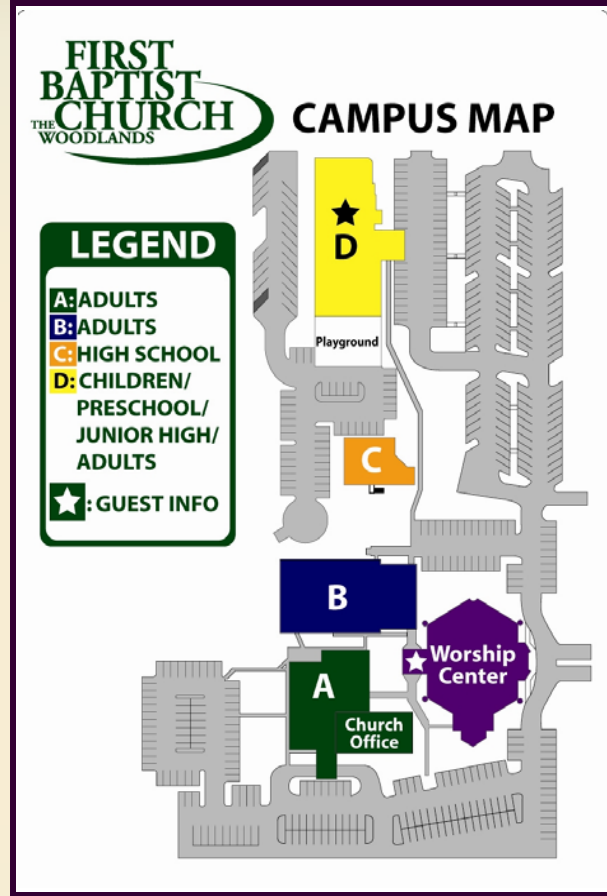 FIRST
BAPTIST
THE CHURCH
WOODLANDS
CAMPUS MAP
LEGEND
A: ADULTS
B: ADULTS
C: HIGH SCHOOL
D: CHILDREN/
PRESCHOOL/
JUNIOR HIGH/
ADULTS
: GUEST INFO
D
Playground
C
B
Worship
Center
A
Church
Office